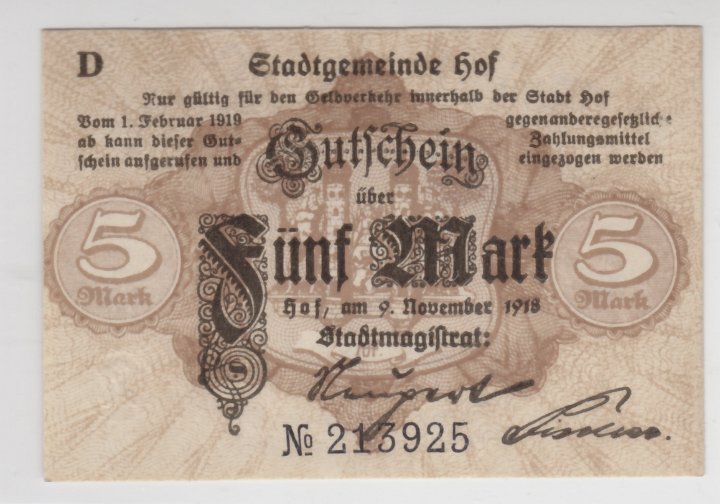 D
Stadtgemeinde Hof
Nur gültig für den Geldverkehr innerhalb der Stadt Hof
Vom 1. Februar 1919
ab kann dieser Gut-
schein aufgerufen und
gegen andere gesetzliche
Zahlungsmittel
eingezogen werden
Gutschein
über
Fünf Mark
5
Mark
5
Mark
Hof, am 9. November 1918
Stadtmagistrat:
Neupert
№ 213925